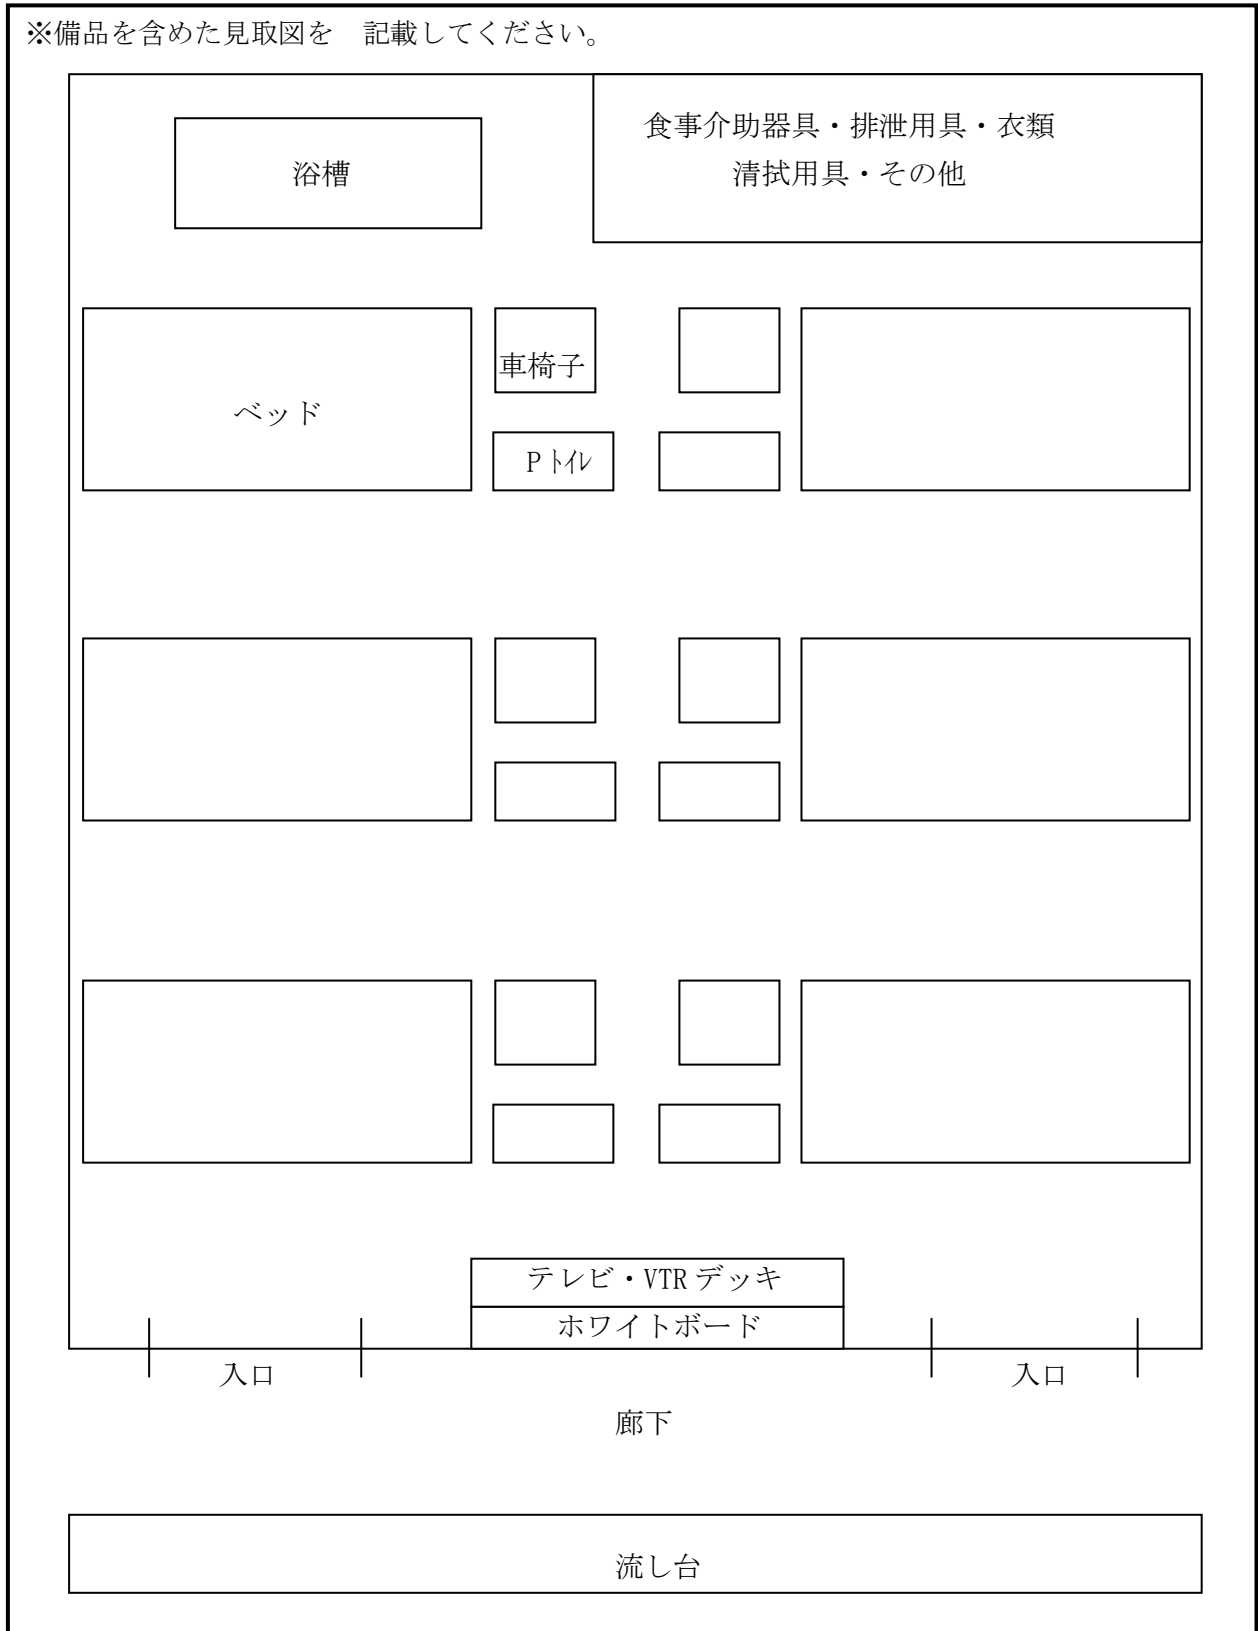 ※備品を含めた見取図を　記載してください。
食事介助器具・排泄用具・衣類
清拭用具・その他
浴槽
車椅子
ベッド
Pﾄｲﾚ
テレビ・VTRデッキ
ホワイトボード
入口
入口
廊下
流し台